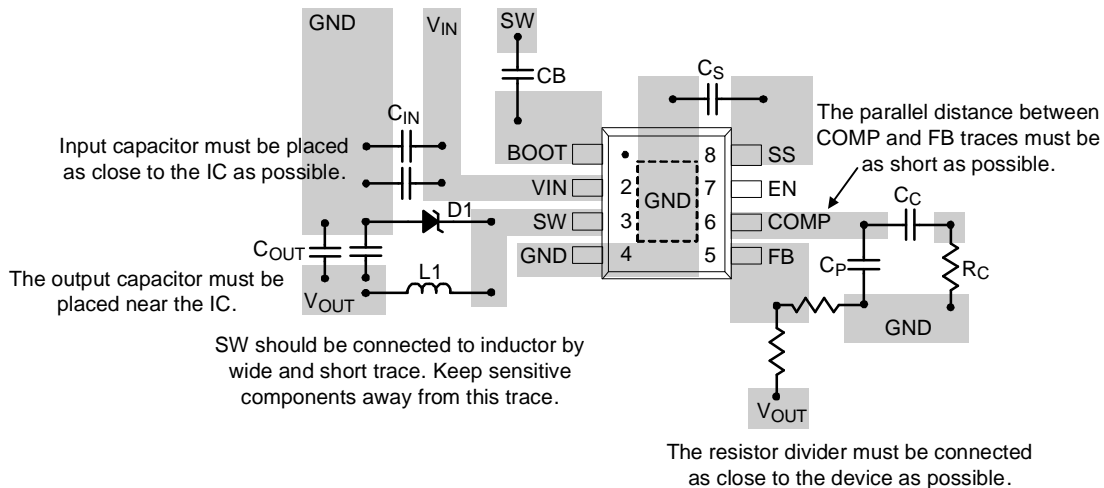 GND
VIN
SW
CB
CS
The parallel distance between
COMP and FB traces must be
as short as possible.
CIN
Input capacitor must be placed
as close to the IC as possible.
BOOT
8
SS
VIN
2
GND
7
EN
D1
SW
3
6
COMP
CC
COUT
GND
4
5
FB
CP
RC
The output capacitor must be
placed near the IC.
VOUT
L1
GND
SW should be connected to inductor by
wide and short trace. Keep sensitive
components away from this trace.
VOUT
The resistor divider must be connected
as close to the device as possible.